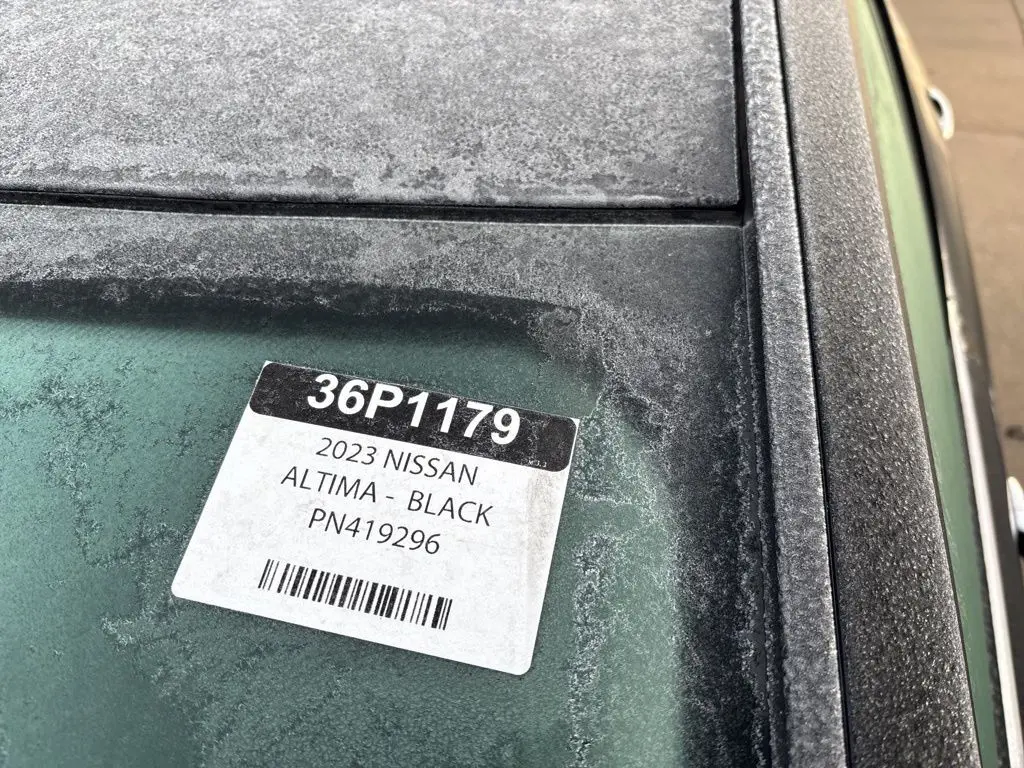 36P1179
2023 NISSAN
ALTIMA - BLACK
PN419296